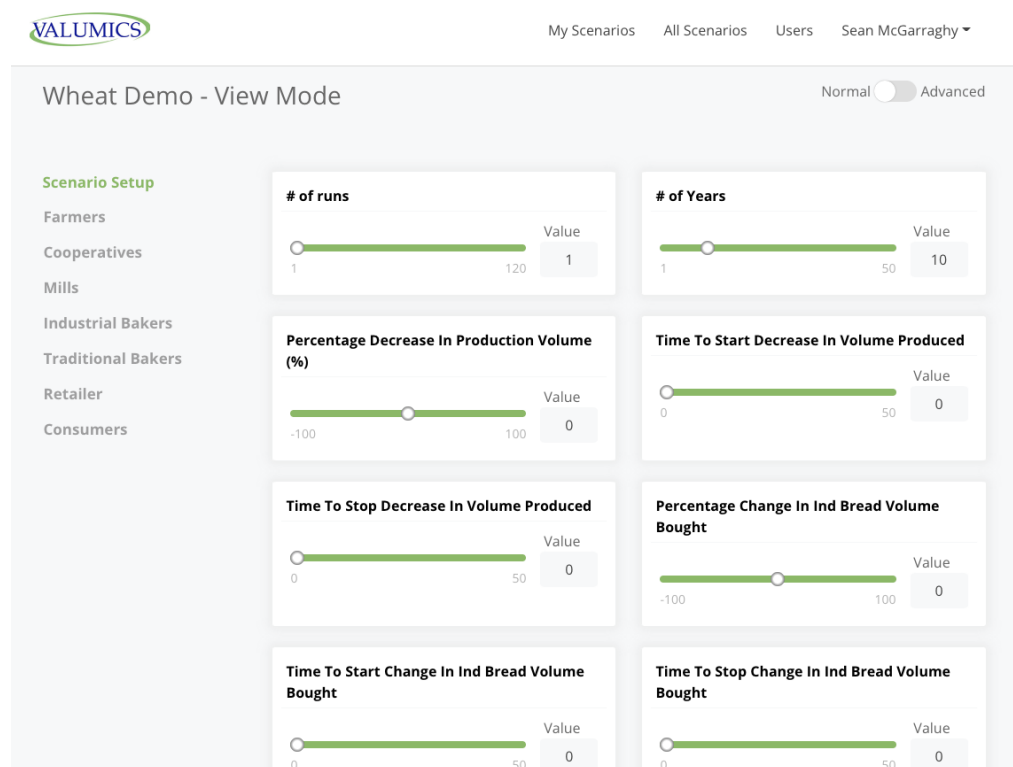 VALUMICS
My Scenarios All Scenarios Users Sean McGarraghy
Wheat Demo - View Mode
Normal Advanced
Scenario Setup
Farmers
Cooperatives
Mills
Industrial Bakers
Traditional Bakers
Retailer
Consumers
# of runs
Value
1
1 120
# of Years
Value
10
1 50
Percentage Decrease In Production Volume
(%)
Value
0
-100 100
Time To Start Decrease In Volume Produced
Value
0
0 50
Time To Stop Decrease In Volume Produced
Value
0
0 50
Percentage Change In Ind Bread Volume
Bought
Value
0
-100 100
Time To Start Change In Ind Bread Volume
Bought
Value
0
0 50
Time To Stop Change In Ind Bread Volume
Bought
Value
0
0 50